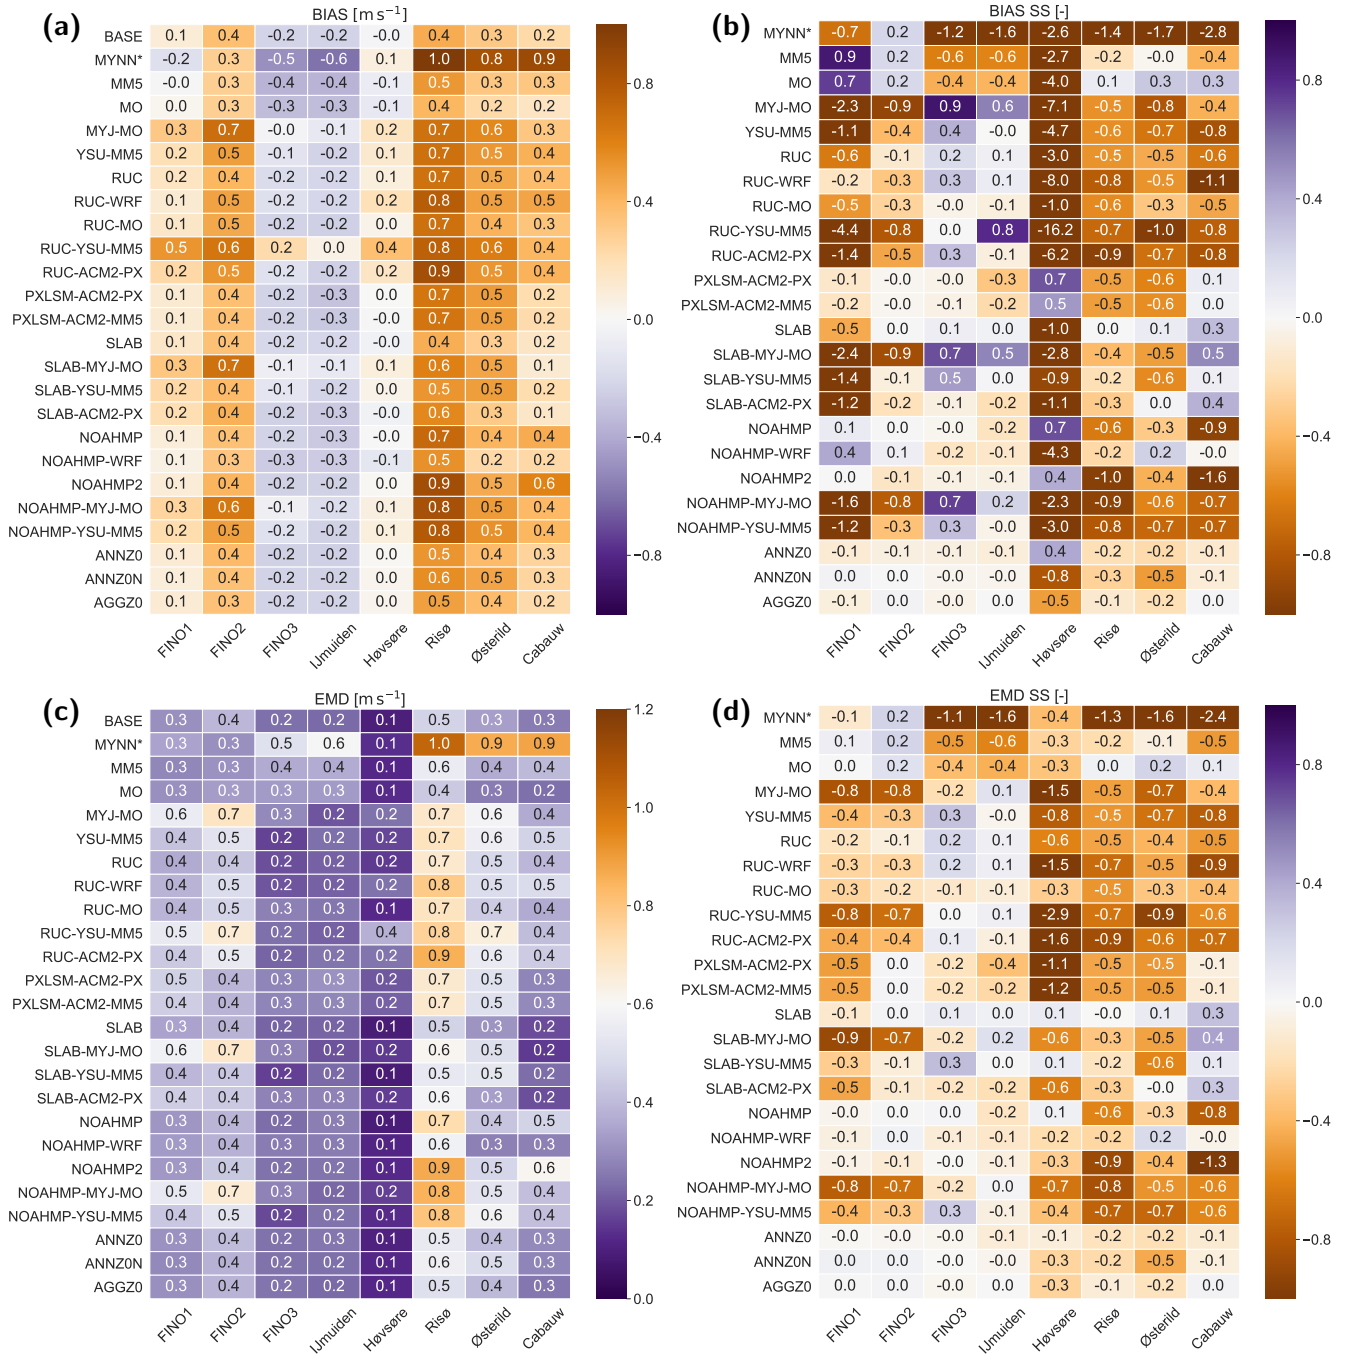 (a)
BIAS [m s⁻¹]
BASE 0.1 0.4 -0.2 -0.2 -0.0 0.4 0.3 0.2
MYNN* -0.2 0.3 -0.5 -0.6 0.1 1.0 0.8 0.9
MM5 -0.0 0.3 -0.4 -0.4 -0.1 0.5 0.3 0.3
MO 0.0 0.3 -0.3 -0.3 -0.1 0.4 0.2 0.2
MYJ-MO 0.3 0.7 -0.0 -0.1 0.2 0.7 0.6 0.3
YSU-MM5 0.2 0.5 -0.1 -0.2 0.1 0.7 0.5 0.4
RUC 0.2 0.4 -0.2 -0.2 0.1 0.7 0.5 0.4
RUC-WRF 0.1 0.5 -0.2 -0.2 0.2 0.8 0.5 0.5
RUC-MO 0.1 0.5 -0.2 -0.2 0.0 0.7 0.4 0.3
RUC-YSU-MM5 0.5 0.6 0.2 0.0 0.4 0.8 0.6 0.4
RUC-ACM2-PX 0.2 0.5 -0.2 -0.2 0.2 0.9 0.5 0.4
PXLSM-ACM2-PX 0.1 0.4 -0.2 -0.3 0.0 0.7 0.5 0.2
PXLSM-ACM2-MM5 0.1 0.4 -0.2 -0.3 -0.0 0.7 0.5 0.2
SLAB 0.1 0.4 -0.2 -0.2 -0.0 0.4 0.3 0.2
SLAB-MYJ-MO 0.3 0.7 -0.1 -0.1 0.1 0.6 0.5 0.1
SLAB-YSU-MM5 0.2 0.4 -0.1 -0.2 0.0 0.5 0.5 0.2
SLAB-ACM2-PX 0.2 0.4 -0.2 -0.3 -0.0 0.6 0.3 0.1
NOAHMP 0.1 0.4 -0.2 -0.3 -0.0 0.7 0.4 0.4
NOAHMP-WRF 0.1 0.3 -0.3 -0.3 -0.1 0.5 0.2 0.2
NOAHMP2 0.1 0.4 -0.2 -0.2 0.0 0.9 0.5 0.6
NOAHMP-MYJ-MO 0.3 0.6 -0.1 -0.2 0.1 0.8 0.5 0.4
NOAHMP-YSU-MM5 0.2 0.5 -0.1 -0.2 0.1 0.8 0.5 0.4
ANNZ0 0.1 0.4 -0.2 -0.2 0.0 0.5 0.4 0.3
ANNZ0N 0.1 0.4 -0.2 -0.2 0.0 0.6 0.5 0.3
AGGZ0 0.1 0.3 -0.2 -0.2 0.0 0.5 0.4 0.2
FINO1 FINO2 FINO3 IJmuiden Høvsøre Risø Østerild Cabauw
0.8
0.4
0.0
−0.4
−0.8
(b)
BIAS SS [-]
MYNN* -0.7 0.2 -1.2 -1.6 -2.6 -1.4 -1.7 -2.8
MM5 0.9 0.2 -0.6 -0.6 -2.7 -0.2 -0.0 -0.4
MO 0.7 0.2 -0.4 -0.4 -4.0 0.1 0.3 0.3
MYJ-MO -2.3 -0.9 0.9 0.6 -7.1 -0.5 -0.8 -0.4
YSU-MM5 -1.1 -0.4 0.4 -0.0 -4.7 -0.6 -0.7 -0.8
RUC -0.6 -0.1 0.2 0.1 -3.0 -0.5 -0.5 -0.6
RUC-WRF -0.2 -0.3 0.3 0.1 -8.0 -0.8 -0.5 -1.1
RUC-MO -0.5 -0.3 -0.0 -0.1 -1.0 -0.6 -0.3 -0.5
RUC-YSU-MM5 -4.4 -0.8 0.0 0.8 -16.2 -0.7 -1.0 -0.8
RUC-ACM2-PX -1.4 -0.5 0.3 -0.1 -6.2 -0.9 -0.7 -0.8
PXLSM-ACM2-PX -0.1 -0.0 -0.0 -0.3 0.7 -0.5 -0.6 0.1
PXLSM-ACM2-MM5 -0.2 -0.0 -0.1 -0.2 0.5 -0.5 -0.6 0.0
SLAB -0.5 0.0 0.1 0.0 -1.0 0.0 0.1 0.3
SLAB-MYJ-MO -2.4 -0.9 0.7 0.5 -2.8 -0.4 -0.5 0.5
SLAB-YSU-MM5 -1.4 -0.1 0.5 0.0 -0.9 -0.2 -0.6 0.1
SLAB-ACM2-PX -1.2 -0.2 -0.1 -0.2 -1.1 -0.3 0.0 0.4
NOAHMP 0.1 0.0 -0.0 -0.2 0.7 -0.6 -0.3 -0.9
NOAHMP-WRF 0.4 0.1 -0.2 -0.2 -4.3 -0.2 0.2 -0.0
NOAHMP2 0.0 -0.1 -0.1 -0.1 0.4 -1.0 -0.4 -1.6
NOAHMP-MYJ-MO -1.6 -0.8 0.7 0.2 -2.3 -0.9 -0.6 -0.7
NOAHMP-YSU-MM5 -1.2 -0.3 0.3 -0.0 -3.0 -0.8 -0.7 -0.7
ANNZ0 -0.1 -0.1 -0.1 -0.0 0.4 -0.2 -0.2 -0.1
ANNZ0N 0.0 0.0 -0.0 -0.0 -0.8 -0.3 -0.5 -0.1
AGGZ0 -0.1 0.0 -0.0 0.0 -0.5 -0.1 -0.2 0.0
FINO1 FINO2 FINO3 IJmuiden Høvsøre Risø Østerild Cabauw
0.8
0.4
0.0
−0.4
−0.8
(c)
EMD [m s⁻¹]
BASE 0.3 0.4 0.2 0.2 0.1 0.5 0.3 0.3
MYNN* 0.3 0.3 0.5 0.6 0.1 1.0 0.9 0.9
MM5 0.3 0.3 0.4 0.4 0.1 0.6 0.4 0.4
MO 0.3 0.3 0.3 0.3 0.1 0.4 0.3 0.2
MYJ-MO 0.6 0.7 0.3 0.2 0.2 0.7 0.6 0.4
YSU-MM5 0.4 0.5 0.2 0.2 0.2 0.7 0.6 0.5
RUC 0.4 0.4 0.2 0.2 0.2 0.7 0.5 0.4
RUC-WRF 0.4 0.5 0.2 0.2 0.2 0.8 0.5 0.5
RUC-MO 0.4 0.5 0.3 0.3 0.1 0.7 0.4 0.4
RUC-YSU-MM5 0.5 0.7 0.2 0.2 0.4 0.8 0.7 0.4
RUC-ACM2-PX 0.4 0.5 0.2 0.2 0.2 0.9 0.6 0.4
PXLSM-ACM2-PX 0.5 0.4 0.3 0.3 0.2 0.7 0.5 0.3
PXLSM-ACM2-MM5 0.4 0.4 0.3 0.3 0.2 0.7 0.5 0.3
SLAB 0.3 0.4 0.2 0.2 0.1 0.5 0.3 0.2
SLAB-MYJ-MO 0.6 0.7 0.3 0.2 0.2 0.6 0.5 0.2
SLAB-YSU-MM5 0.4 0.4 0.2 0.2 0.1 0.5 0.5 0.2
SLAB-ACM2-PX 0.4 0.4 0.3 0.3 0.2 0.6 0.3 0.2
NOAHMP 0.3 0.4 0.2 0.3 0.1 0.7 0.4 0.5
NOAHMP-WRF 0.3 0.4 0.3 0.3 0.1 0.6 0.3 0.3
NOAHMP2 0.3 0.4 0.2 0.2 0.1 0.9 0.5 0.6
NOAHMP-MYJ-MO 0.5 0.7 0.3 0.2 0.2 0.8 0.5 0.4
NOAHMP-YSU-MM5 0.4 0.5 0.2 0.2 0.1 0.8 0.6 0.4
ANNZ0 0.3 0.4 0.2 0.3 0.1 0.5 0.4 0.3
ANNZ0N 0.3 0.4 0.2 0.2 0.1 0.6 0.5 0.3
AGGZ0 0.3 0.4 0.2 0.2 0.1 0.5 0.4 0.3
FINO1 FINO2 FINO3 IJmuiden Høvsøre Risø Østerild Cabauw
1.2
1.0
0.8
0.6
0.4
0.2
0.0
(d)
EMD SS [-]
MYNN* -0.1 0.2 -1.1 -1.6 -0.4 -1.3 -1.6 -2.4
MM5 0.1 0.2 -0.5 -0.6 -0.3 -0.2 -0.1 -0.5
MO 0.0 0.2 -0.4 -0.4 -0.3 0.0 0.2 0.1
MYJ-MO -0.8 -0.8 -0.2 0.1 -1.5 -0.5 -0.7 -0.4
YSU-MM5 -0.4 -0.3 0.3 -0.0 -0.8 -0.5 -0.7 -0.8
RUC -0.2 -0.1 0.2 0.1 -0.6 -0.5 -0.4 -0.5
RUC-WRF -0.3 -0.3 0.2 0.1 -1.5 -0.7 -0.5 -0.9
RUC-MO -0.3 -0.2 -0.1 -0.1 -0.3 -0.5 -0.3 -0.4
RUC-YSU-MM5 -0.8 -0.7 0.0 0.1 -2.9 -0.7 -0.9 -0.6
RUC-ACM2-PX -0.4 -0.4 0.1 -0.1 -1.6 -0.9 -0.6 -0.7
PXLSM-ACM2-PX -0.5 0.0 -0.2 -0.4 -1.1 -0.5 -0.5 -0.1
PXLSM-ACM2-MM5 -0.5 0.0 -0.2 -0.2 -1.2 -0.5 -0.5 -0.1
SLAB -0.1 0.0 0.1 0.0 0.1 -0.0 0.1 0.3
SLAB-MYJ-MO -0.9 -0.7 -0.2 0.2 -0.6 -0.3 -0.5 0.4
SLAB-YSU-MM5 -0.3 -0.1 0.3 0.0 0.1 -0.2 -0.6 0.1
SLAB-ACM2-PX -0.5 -0.1 -0.2 -0.2 -0.6 -0.3 -0.0 0.3
NOAHMP -0.0 0.0 0.0 -0.2 0.1 -0.6 -0.3 -0.8
NOAHMP-WRF -0.1 0.0 -0.1 -0.1 -0.2 -0.2 0.2 -0.0
NOAHMP2 -0.1 -0.1 -0.0 -0.1 -0.3 -0.9 -0.4 -1.3
NOAHMP-MYJ-MO -0.8 -0.7 -0.2 0.0 -0.7 -0.8 -0.5 -0.6
NOAHMP-YSU-MM5 -0.4 -0.3 0.3 -0.1 -0.4 -0.7 -0.7 -0.6
ANNZ0 -0.0 -0.0 -0.0 -0.1 -0.1 -0.2 -0.2 -0.1
ANNZ0N 0.0 0.0 -0.0 -0.0 -0.3 -0.2 -0.5 -0.1
AGGZ0 0.0 0.0 -0.0 0.0 -0.3 -0.1 -0.2 0.0
FINO1 FINO2 FINO3 IJmuiden Høvsøre Risø Østerild Cabauw
0.8
0.4
0.0
−0.4
−0.8